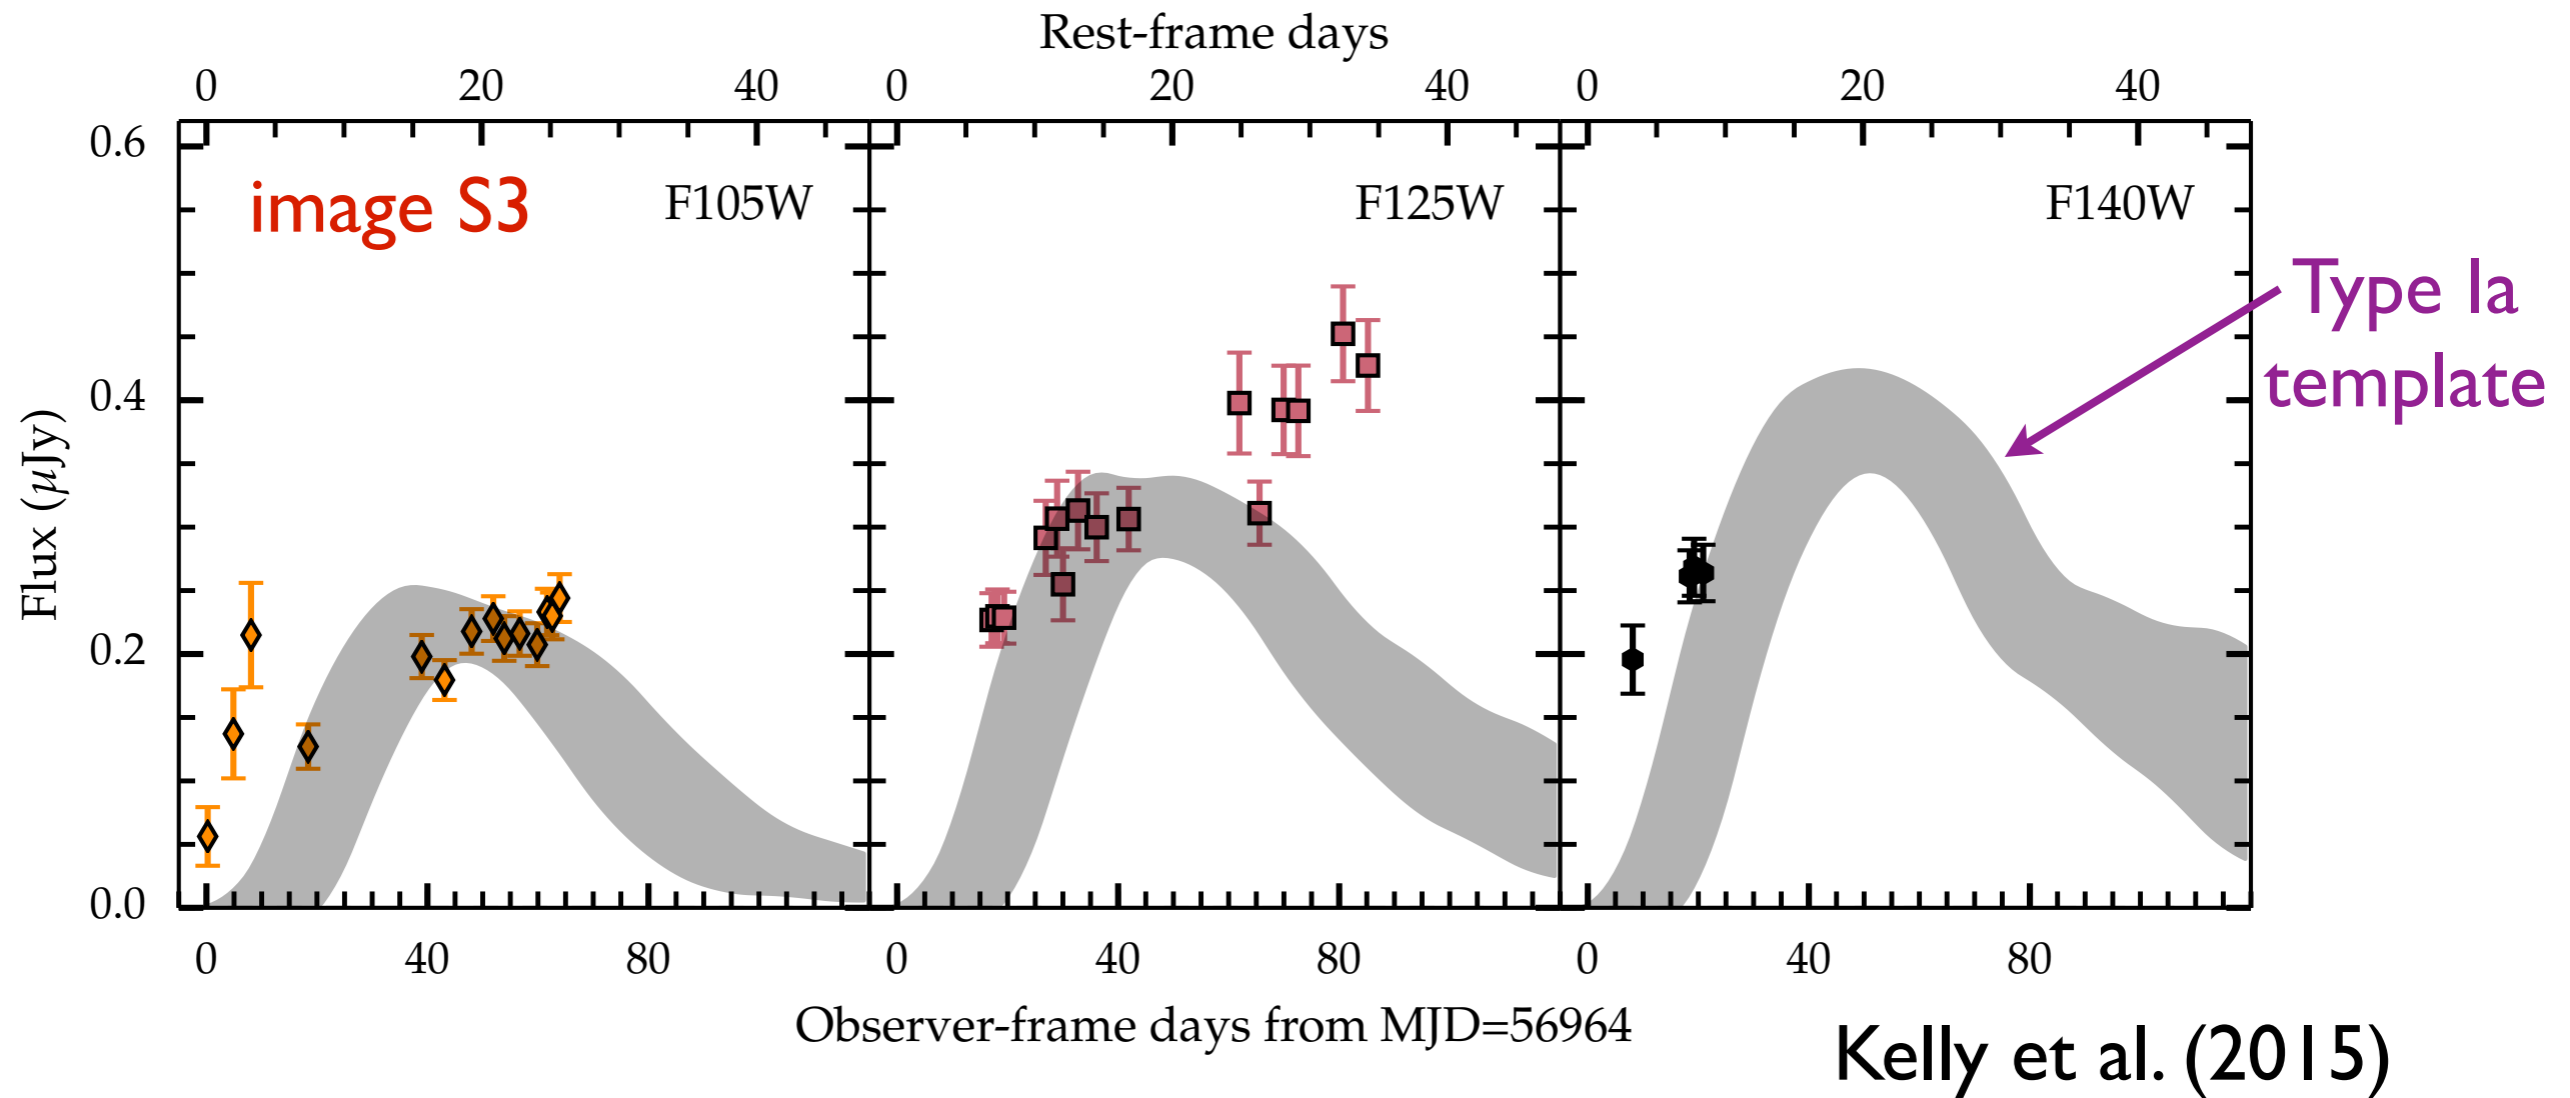 Rest-frame days
0 20 40 0 20 40 0 20 40
0.6
image S3 F105W F125W F140W
Type Ia
template
0.4
Flux (μJy)
0.2
0.0
0 40 80 0 40 80 0 40 80
Observer-frame days from MJD=56964
Kelly et al. (2015)